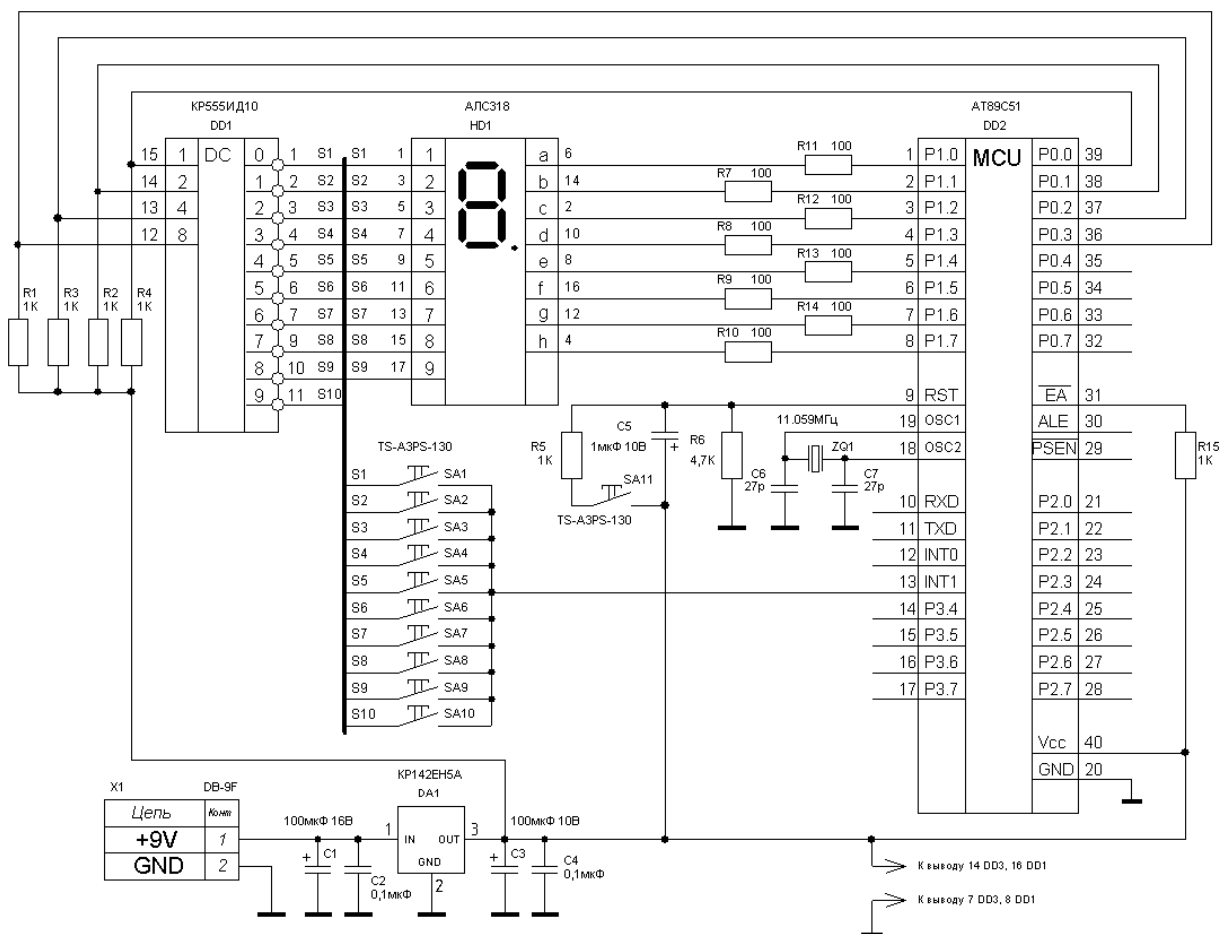 КР555ИД10
DD1
АЛС318
HD1
AT89C51
DD2
15 1 DC 0 1 S1 S1 1 1 a 6 R11 100 1 P1.0 MCU P0.0 39
14 2 1 2 S2 S2 3 2 b 14 R7 100 2 P1.1 P0.1 38
13 4 2 3 S3 S3 5 3 c 2 R12 100 3 P1.2 P0.2 37
12 8 3 4 S4 S4 7 4 d 10 R8 100 4 P1.3 P0.3 36
4 5 S5 S5 9 5 e 8 R13 100 5 P1.4 P0.4 35
5 6 S6 S6 11 6 f 16 R9 100 6 P1.5 P0.5 34
6 7 S7 S7 13 7 g 12 R14 100 7 P1.6 P0.6 33
7 9 S8 S8 15 8 h 4 R10 100 8 P1.7 P0.7 32
8 10 S9 S9 17 9
9 11 S10
R1 1K
R3 1K
R2 1K
R4 1K
9 RST EA 31
19 OSC1 ALE 30
18 OSC2 PSEN 29
10 RXD P2.0 21
11 TXD P2.1 22
12 INT0 P2.2 23
13 INT1 P2.3 24
14 P3.4 P2.4 25
15 P3.5 P2.5 26
16 P3.6 P2.6 27
17 P3.7 P2.7 28
Vcc 40
GND 20
R5 1K
C5
1мкФ 10В
+
R6
4,7K
11.059МГц
ZQ1
C6
27p
C7
27p
R15
1K
SA11
TS-A3PS-130
TS-A3PS-130
S1 SA1
S2 SA2
S3 SA3
S4 SA4
S5 SA5
S6 SA6
S7 SA7
S8 SA8
S9 SA9
S10 SA10
X1 DB-9F
Цепь Конт
+9V 1
GND 2
100мкФ 16В
+ C1
C2
0,1мкФ
КР142ЕН5А
DA1
1 IN OUT 3
GND
2
100мкФ 10В
+ C3
C4
0,1мкФ
К выводу 14 DD3, 16 DD1
К выводу 7 DD3, 8 DD1